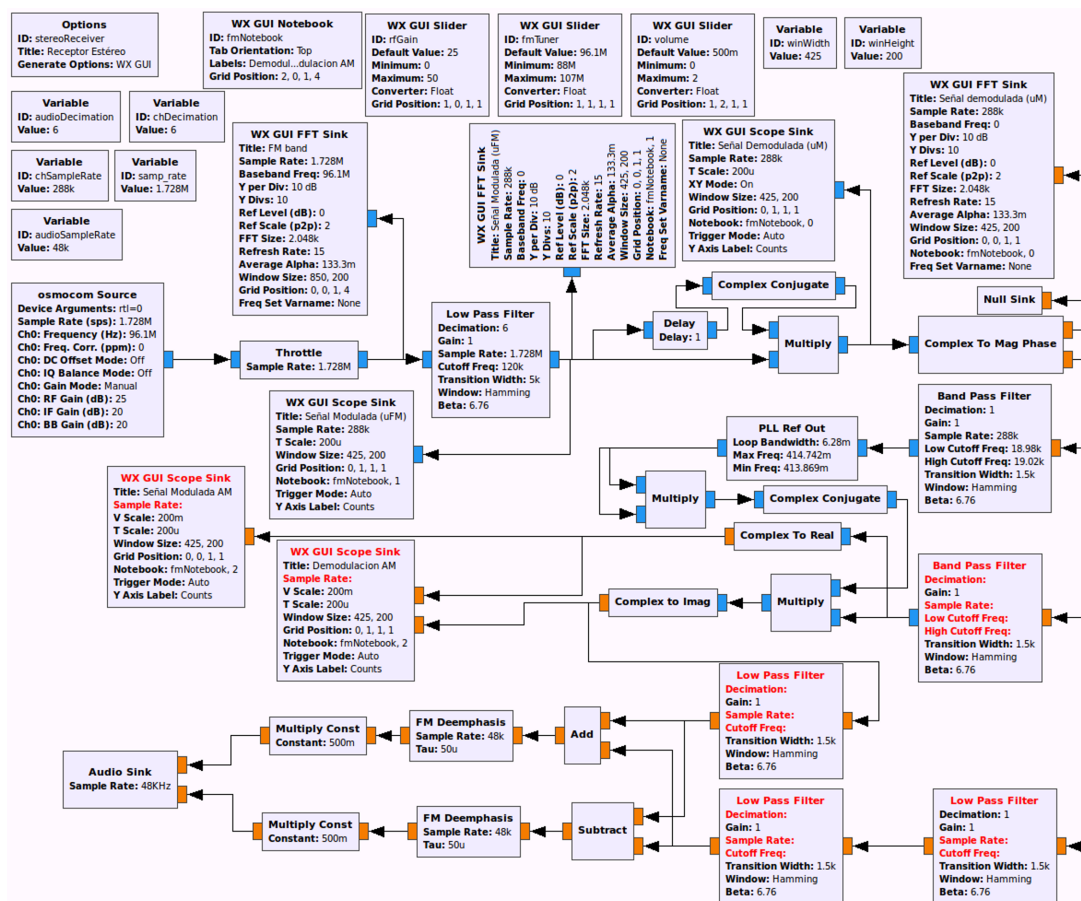 Options
ID: stereoReceiver
Title: Receptor Estéreo
Generate Options: WX GUI
WX GUI Notebook
ID: fmNotebook
Tab Orientation: Top
Labels: Demodul...dulacion AM
Grid Position: 2, 0, 1, 4
WX GUI Slider
ID: rfGain
Default Value: 25
Minimum: 0
Maximum: 50
Converter: Float
Grid Position: 1, 0, 1, 1
WX GUI Slider
ID: fmTuner
Default Value: 96.1M
Minimum: 88M
Maximum: 107M
Converter: Float
Grid Position: 1, 1, 1, 1
WX GUI Slider
ID: volume
Default Value: 500m
Minimum: 0
Maximum: 2
Converter: Float
Grid Position: 1, 2, 1, 1
Variable
ID: winWidth
Value: 425
Variable
ID: winHeight
Value: 200
Variable
ID: audioDecimation
Value: 6
Variable
ID: chDecimation
Value: 6
Variable
ID: chSampleRate
Value: 288k
Variable
ID: samp_rate
Value: 1.728M
Variable
ID: audioSampleRate
Value: 48k
WX GUI FFT Sink
Title: FM band
Sample Rate: 1.728M
Baseband Freq: 96.1M
Y per Div: 10 dB
Y Divs: 10
Ref Level (dB): 0
Ref Scale (p2p): 2
FFT Size: 2.048k
Refresh Rate: 15
Average Alpha: 133.3m
Window Size: 850, 200
Grid Position: 0, 0, 1, 4
Freq Set Varname: None
WX GUI FFT Sink
Title: Señal Modulada (uFM)
Sample Rate: 288k
Baseband Freq: 0
Y per Div: 10 dB
Y Divs: 10
Ref Level (dB): 0
Ref Scale (p2p): 2
FFT Size: 2.048k
Refresh Rate: 15
Average Alpha: 133.3m
Window Size: 425, 200
Grid Position: 0, 0, 1, 1
Notebook: fmNotebook, 1
Freq Set Varname: None
WX GUI Scope Sink
Title: Señal Demodulada (uM)
Sample Rate: 288k
T Scale: 200u
XY Mode: On
Window Size: 425, 200
Grid Position: 0, 1, 1, 1
Notebook: fmNotebook, 0
Trigger Mode: Auto
Y Axis Label: Counts
WX GUI FFT Sink
Title: Señal demodulada (uM)
Sample Rate: 288k
Baseband Freq: 0
Y per Div: 10 dB
Y Divs: 10
Ref Level (dB): 0
Ref Scale (p2p): 2
FFT Size: 2.048k
Refresh Rate: 15
Average Alpha: 133.3m
Window Size: 425, 200
Grid Position: 0, 0, 1, 1
Notebook: fmNotebook, 0
Freq Set Varname: None
osmocom Source
Device Arguments: rtl=0
Sample Rate (sps): 1.728M
Ch0: Frequency (Hz): 96.1M
Ch0: Freq. Corr. (ppm): 0
Ch0: DC Offset Mode: Off
Ch0: IQ Balance Mode: Off
Ch0: Gain Mode: Manual
Ch0: RF Gain (dB): 25
Ch0: IF Gain (dB): 20
Ch0: BB Gain (dB): 20
Throttle
Sample Rate: 1.728M
Low Pass Filter
Decimation: 6
Gain: 1
Sample Rate: 1.728M
Cutoff Freq: 120k
Transition Width: 5k
Window: Hamming
Beta: 6.76
Complex Conjugate
Delay
Delay: 1
Multiply
Null Sink
Complex To Mag Phase
WX GUI Scope Sink
Title: Señal Modulada (uFM)
Sample Rate: 288k
T Scale: 200u
Window Size: 425, 200
Grid Position: 0, 1, 1, 1
Notebook: fmNotebook, 1
Trigger Mode: Auto
Y Axis Label: Counts
PLL Ref Out
Loop Bandwidth: 6.28m
Max Freq: 414.742m
Min Freq: 413.869m
Band Pass Filter
Decimation: 1
Gain: 1
Sample Rate: 288k
Low Cutoff Freq: 18.98k
High Cutoff Freq: 19.02k
Transition Width: 1.5k
Window: Hamming
Beta: 6.76
Multiply
Complex Conjugate
Complex To Real
WX GUI Scope Sink
Title: Señal Modulada AM
Sample Rate:
V Scale: 200m
T Scale: 200u
Window Size: 425, 200
Grid Position: 0, 0, 1, 1
Notebook: fmNotebook, 2
Trigger Mode: Auto
Y Axis Label: Counts
WX GUI Scope Sink
Title: Demodulacion AM
Sample Rate:
V Scale: 200m
T Scale: 200u
Window Size: 425, 200
Grid Position: 0, 1, 1, 1
Notebook: fmNotebook, 2
Trigger Mode: Auto
Y Axis Label: Counts
Complex to Imag
Multiply
Band Pass Filter
Decimation:
Gain: 1
Sample Rate:
Low Cutoff Freq:
High Cutoff Freq:
Transition Width: 1.5k
Window: Hamming
Beta: 6.76
Low Pass Filter
Decimation:
Gain: 1
Sample Rate:
Cutoff Freq:
Transition Width: 1.5k
Window: Hamming
Beta: 6.76
Multiply Const
Constant: 500m
FM Deemphasis
Sample Rate: 48k
Tau: 50u
Add
Audio Sink
Sample Rate: 48KHz
Multiply Const
Constant: 500m
FM Deemphasis
Sample Rate: 48k
Tau: 50u
Subtract
Low Pass Filter
Decimation:
Gain: 1
Sample Rate:
Cutoff Freq:
Transition Width: 1.5k
Window: Hamming
Beta: 6.76
Low Pass Filter
Decimation: 1
Gain: 1
Sample Rate:
Cutoff Freq:
Transition Width: 1.5k
Window: Hamming
Beta: 6.76